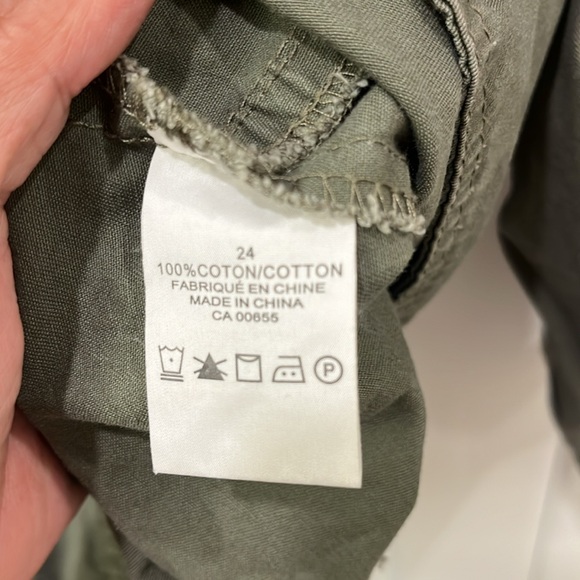 24
100%COTON/COTTON
FABRIQUÉ EN CHINE
MADE IN CHINA
CA 00655
P